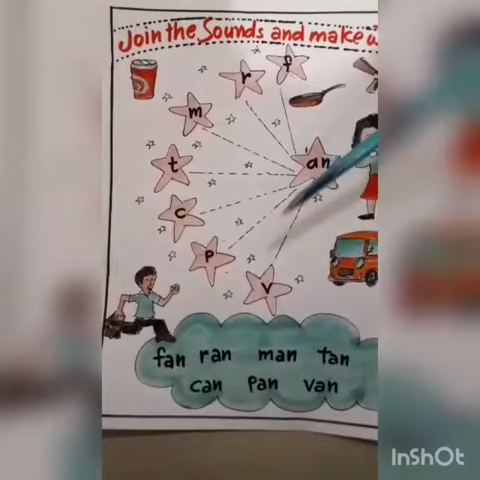 Join the Sounds and make w
f
r
m
an
t
c
p
v
fan ran man tan
can pan van
InShOt